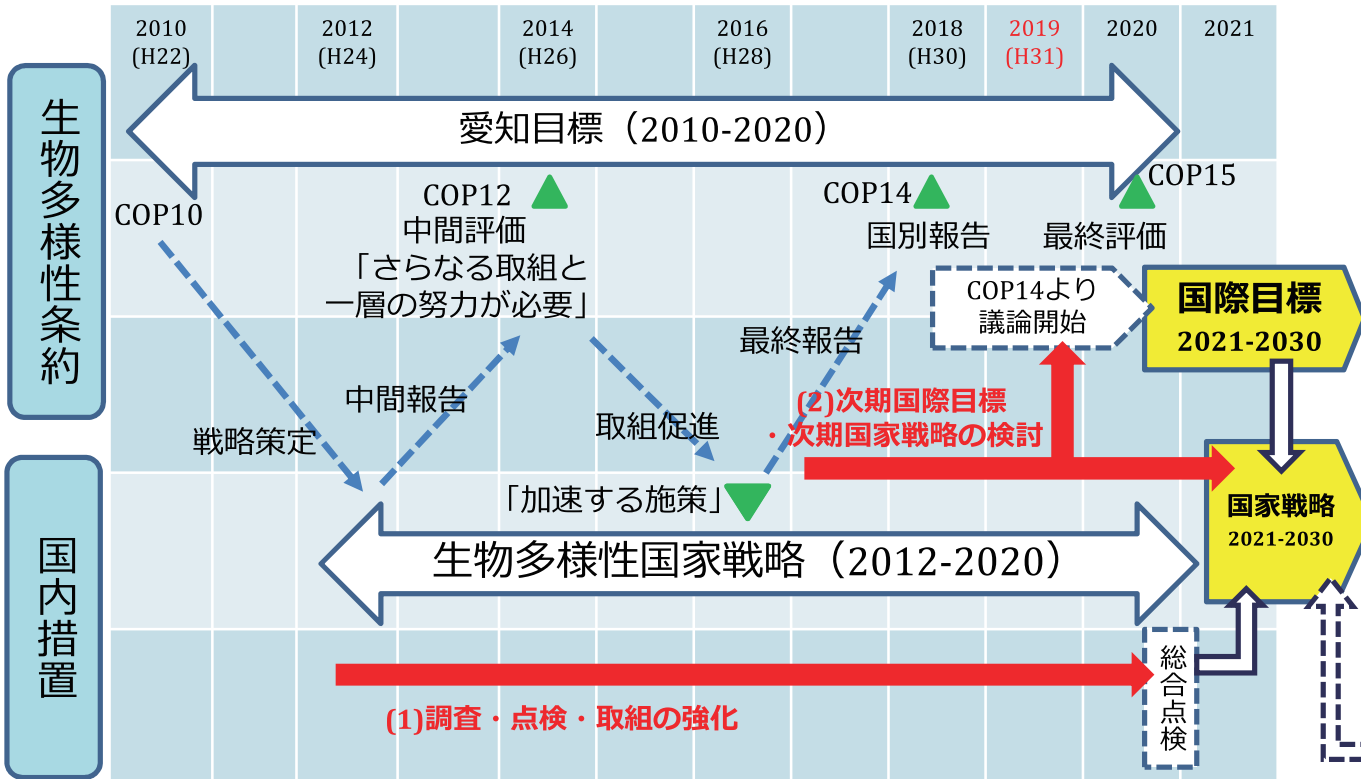 2010
(H22)
2012
(H24)
2014
(H26)
2016
(H28)
2018
(H30)
2019
(H31)
2020
2021
生物多様性条約
愛知目標（2010-2020）
COP10
COP12
中間評価
「さらなる取組と
一層の努力が必要」
COP14
国別報告
COP15
最終評価
COP14より
議論開始
国際目標
2021-2030
戦略策定
中間報告
取組促進
最終報告
(2)次期国際目標
・次期国家戦略の検討
「加速する施策」
国内措置
生物多様性国家戦略（2012-2020）
国家戦略
2021-2030
(1)調査・点検・取組の強化
総合点検